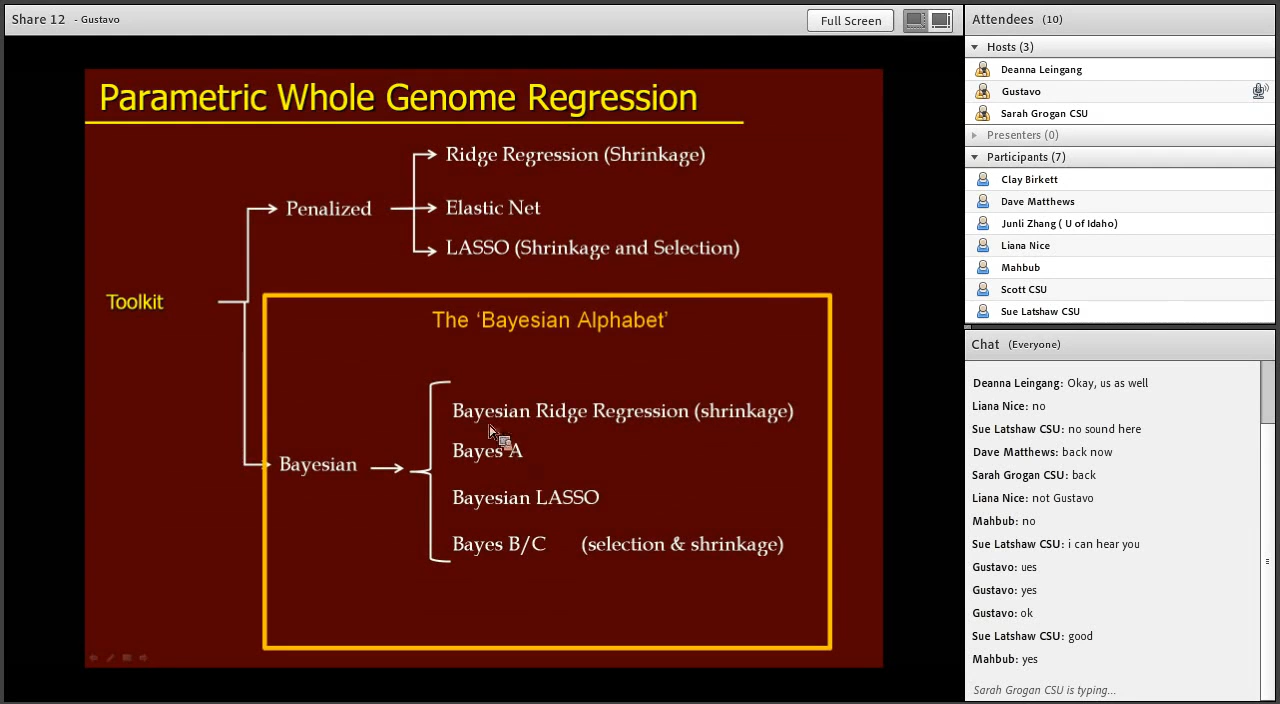 Share 12 - Gustavo
Full Screen
Parametric Whole Genome Regression
Ridge Regression (Shrinkage)
Penalized
Elastic Net
LASSO (Shrinkage and Selection)
Toolkit
The ‘Bayesian Alphabet’
Bayesian Ridge Regression (shrinkage)
Bayes A
Bayesian
Bayesian LASSO
Bayes B/C (selection & shrinkage)
Attendees (10)
Hosts (3)
Deanna Leingang
Gustavo
Sarah Grogan CSU
Presenters (0)
Participants (7)
Clay Birkett
Dave Matthews
Junli Zhang ( U of Idaho)
Liana Nice
Mahbub
Scott CSU
Sue Latshaw CSU
Chat (Everyone)
Deanna Leingang: Okay, us as well
Liana Nice: no
Sue Latshaw CSU: no sound here
Dave Matthews: back now
Sarah Grogan CSU: back
Liana Nice: not Gustavo
Mahbub: no
Sue Latshaw CSU: i can hear you
Gustavo: ues
Gustavo: yes
Gustavo: ok
Sue Latshaw CSU: good
Mahbub: yes
Sarah Grogan CSU is typing...